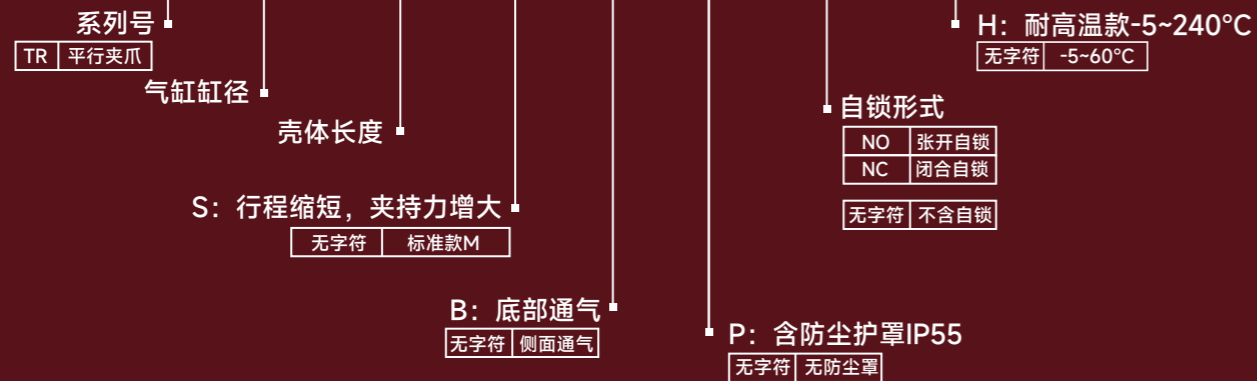 系列号
TR 平行夹爪
气缸缸径
壳体长度
S：行程缩短，夹持力增大
无字符 标准款M
B：底部通气
无字符 侧面通气
P：含防尘护罩IP55
无字符 无防尘罩
自锁形式
NO 张开自锁
NC 闭合自锁
无字符 不含自锁
H：耐高温款-5~240°C
无字符 -5~60°C